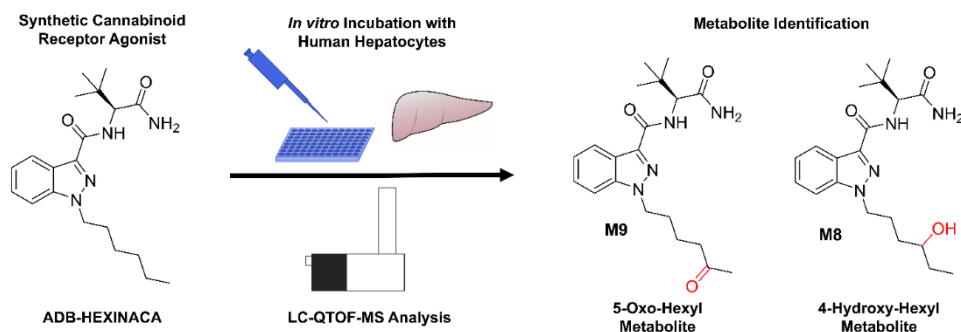 Synthetic Cannabinoid
Receptor Agonist
In vitro Incubation with
Human Hepatocytes
Metabolite Identification
O
NH2
N
H
O
N
N
ADB-HEXINACA
LC-QTOF-MS Analysis
O
NH2
NH
O
N
N
M9
O
5-Oxo-Hexyl
Metabolite
O
NH2
NH
O
N
N
M8
OH
4-Hydroxy-Hexyl
Metabolite